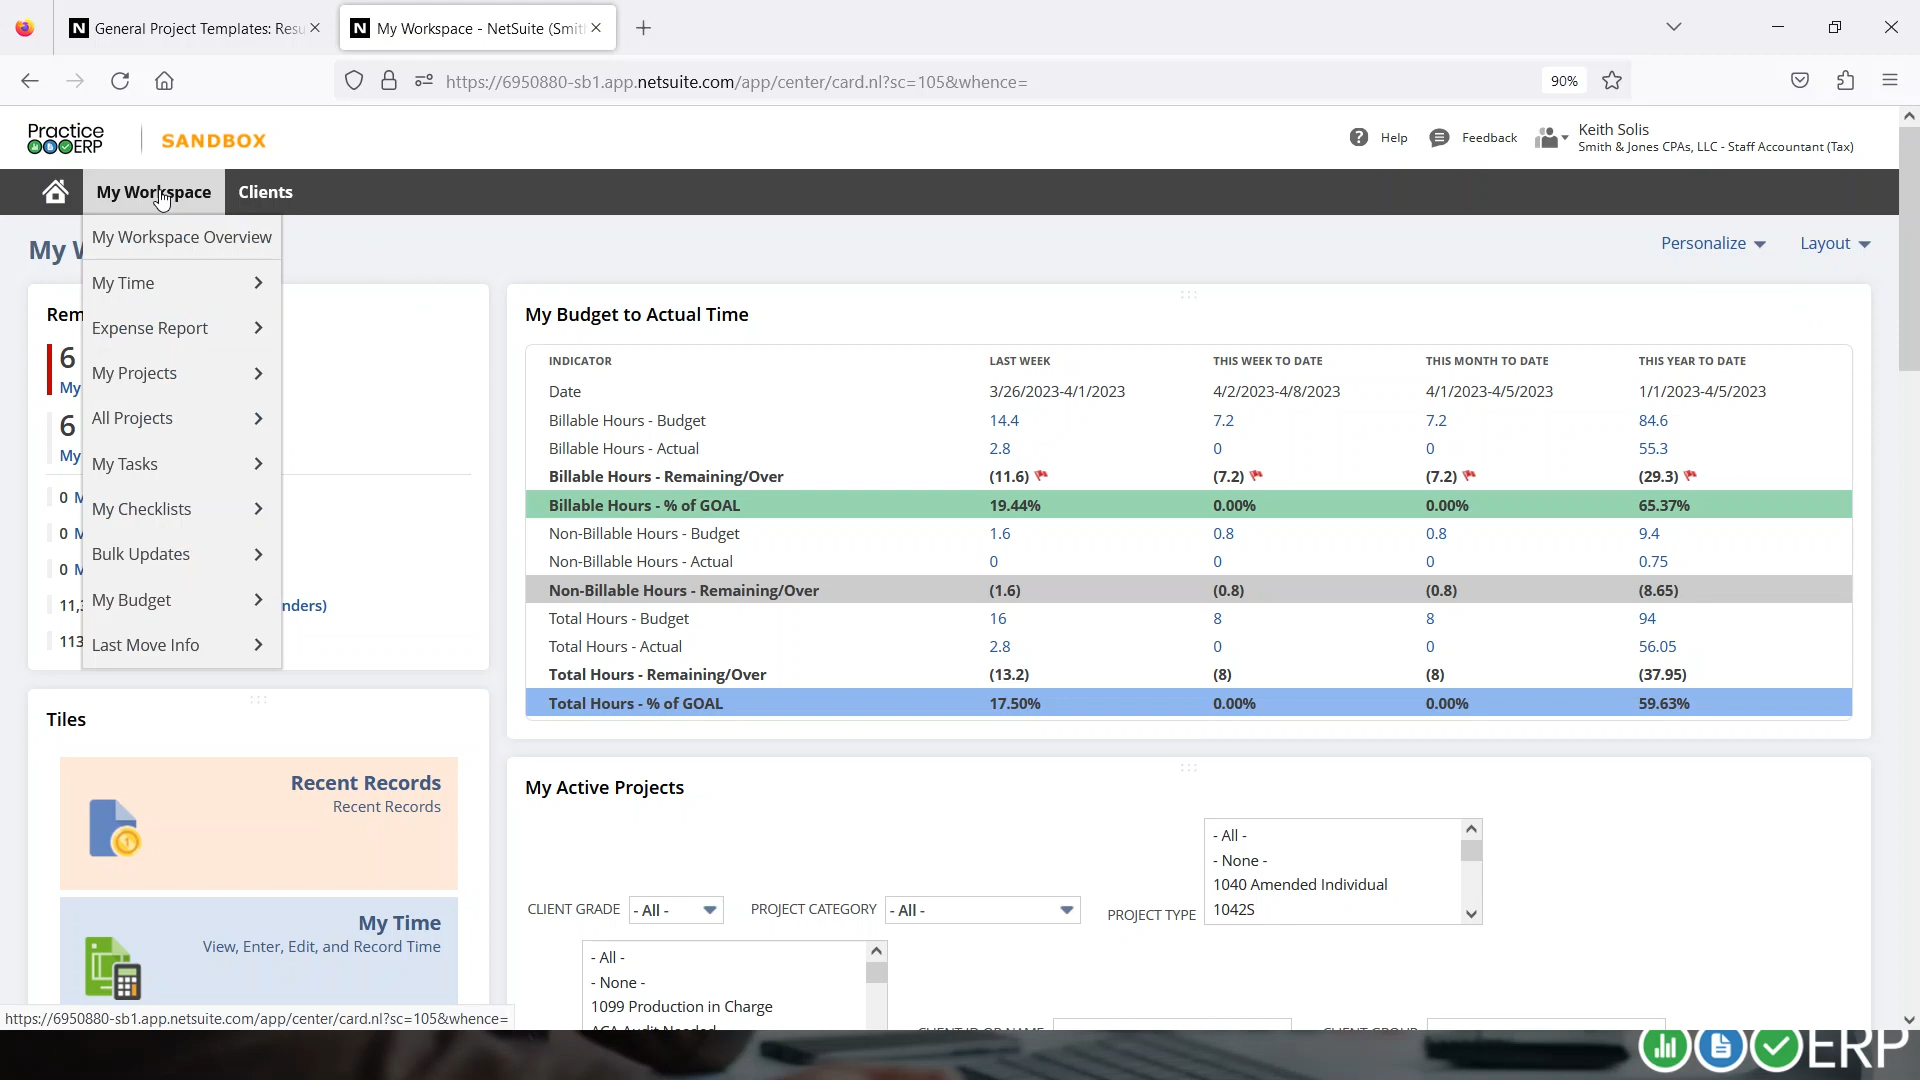 General Project Templates: Resu
My Workspace - NetSuite (Smit
https://6950880-sb1.app.netsuite.com/app/center/card.nl?sc=105&whence=
90%
Practice
ERP
SANDBOX
Help
Feedback
Keith Solis
Smith & Jones CPAs, LLC - Staff Accountant (Tax)
My Workspace
Clients
My W
Personalize
Layout
My Workspace Overview
My Time
Expense Report
My Projects
All Projects
My Tasks
My Checklists
Bulk Updates
My Budget
Last Move Info
Rem
6
My
6
My
0 M
0 M
0 M
11,3
nders)
113
My Budget to Actual Time
INDICATOR LAST WEEK THIS WEEK TO DATE THIS MONTH TO DATE THIS YEAR TO DATE
Date 3/26/2023-4/1/2023 4/2/2023-4/8/2023 4/1/2023-4/5/2023 1/1/2023-4/5/2023
Billable Hours - Budget 14.4 7.2 7.2 84.6
Billable Hours - Actual 2.8 0 0 55.3
Billable Hours - Remaining/Over (11.6) (7.2) (7.2) (29.3)
Billable Hours - % of GOAL 19.44% 0.00% 0.00% 65.37%
Non-Billable Hours - Budget 1.6 0.8 0.8 9.4
Non-Billable Hours - Actual 0 0 0 0.75
Non-Billable Hours - Remaining/Over (1.6) (0.8) (0.8) (8.65)
Total Hours - Budget 16 8 8 94
Total Hours - Actual 2.8 0 0 56.05
Total Hours - Remaining/Over (13.2) (8) (8) (37.95)
Total Hours - % of GOAL 17.50% 0.00% 0.00% 59.63%
Tiles
Recent Records
Recent Records
My Time
View, Enter, Edit, and Record Time
My Active Projects
CLIENT GRADE - All -
PROJECT CATEGORY - All -
PROJECT TYPE
- All -
- None -
1040 Amended Individual
1042S
- All -
- None -
1099 Production in Charge
ACA Audit Needed
CLIENT ID OR NAME
CLIENT GROUP
https://6950880-sb1.app.netsuite.com/app/center/card.nl?sc=105&whence=
ERP